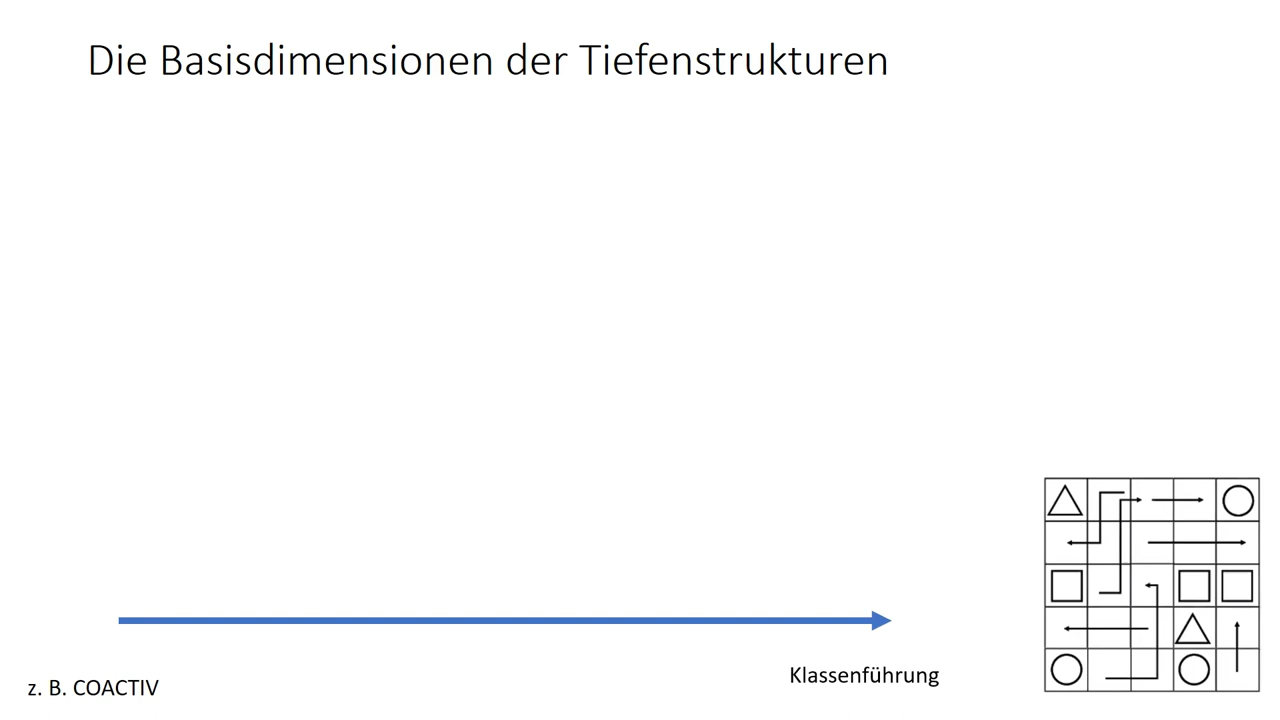 Die Basisdimensionen der Tiefenstrukturen
Klassenführung
z. B. COACTIV